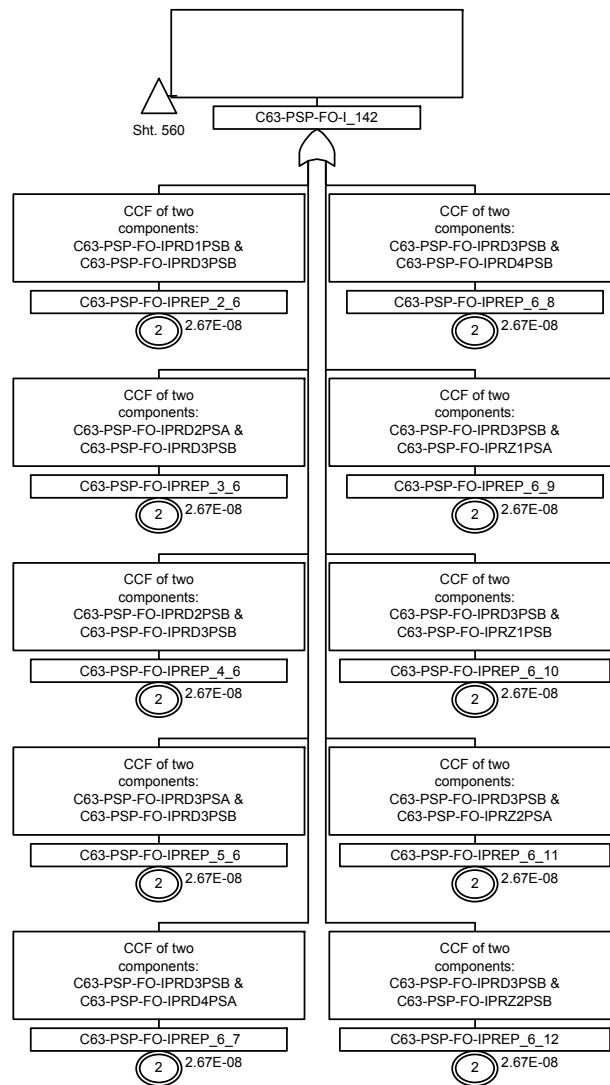 Sht. 560
C63-PSP-FO-I_142
CCF of two
components:
C63-PSP-FO-IPRD1PSB &
C63-PSP-FO-IPRD3PSB
C63-PSP-FO-IPREP_2_6
2
2.67E-08
CCF of two
components:
C63-PSP-FO-IPRD3PSB &
C63-PSP-FO-IPRD4PSB
C63-PSP-FO-IPREP_6_8
2
2.67E-08
CCF of two
components:
C63-PSP-FO-IPRD2PSA &
C63-PSP-FO-IPRD3PSB
C63-PSP-FO-IPREP_3_6
2
2.67E-08
CCF of two
components:
C63-PSP-FO-IPRD3PSB &
C63-PSP-FO-IPRZ1PSA
C63-PSP-FO-IPREP_6_9
2
2.67E-08
CCF of two
components:
C63-PSP-FO-IPRD2PSB &
C63-PSP-FO-IPRD3PSB
C63-PSP-FO-IPREP_4_6
2
2.67E-08
CCF of two
components:
C63-PSP-FO-IPRD3PSB &
C63-PSP-FO-IPRZ1PSB
C63-PSP-FO-IPREP_6_10
2
2.67E-08
CCF of two
components:
C63-PSP-FO-IPRD3PSA &
C63-PSP-FO-IPRD3PSB
C63-PSP-FO-IPREP_5_6
2
2.67E-08
CCF of two
components:
C63-PSP-FO-IPRD3PSB &
C63-PSP-FO-IPRZ2PSA
C63-PSP-FO-IPREP_6_11
2
2.67E-08
CCF of two
components:
C63-PSP-FO-IPRD3PSB &
C63-PSP-FO-IPRD4PSA
C63-PSP-FO-IPREP_6_7
2
2.67E-08
CCF of two
components:
C63-PSP-FO-IPRD3PSB &
C63-PSP-FO-IPRZ2PSB
C63-PSP-FO-IPREP_6_12
2
2.67E-08